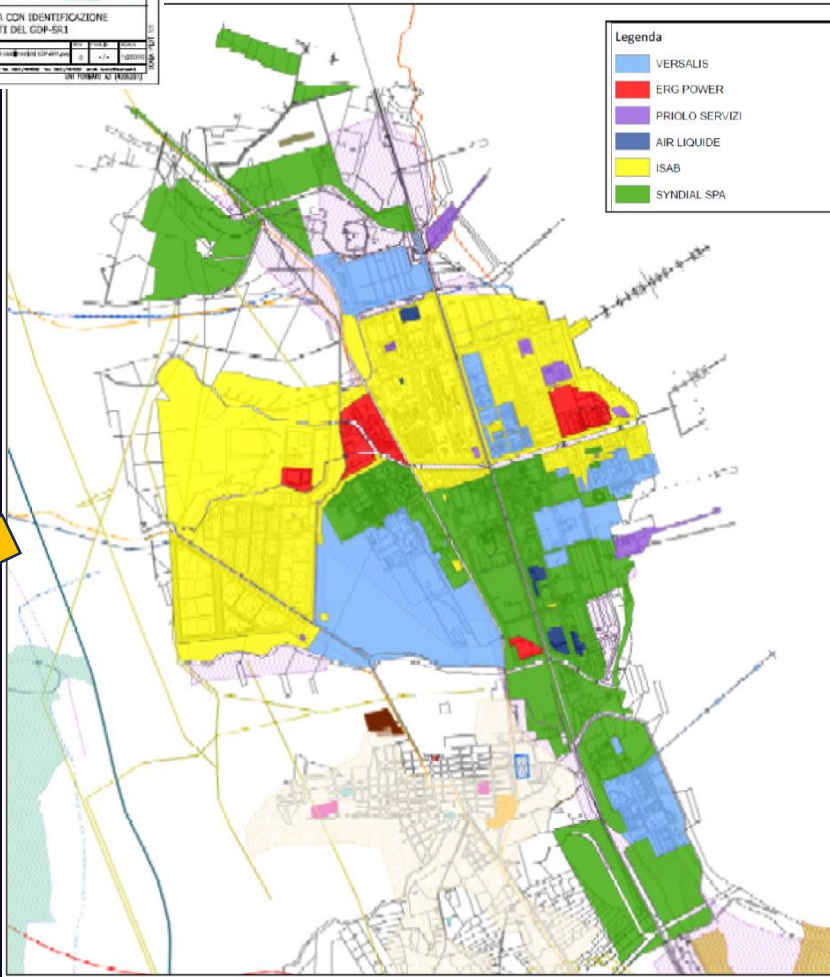 A CON IDENTIFICAZIONE
TI DEL GDP-SR1
Legenda
VERSALIS
ERG POWER
PRIOLO SERVIZI
AIR LIQUIDE
ISAB
SYNDIAL SPA